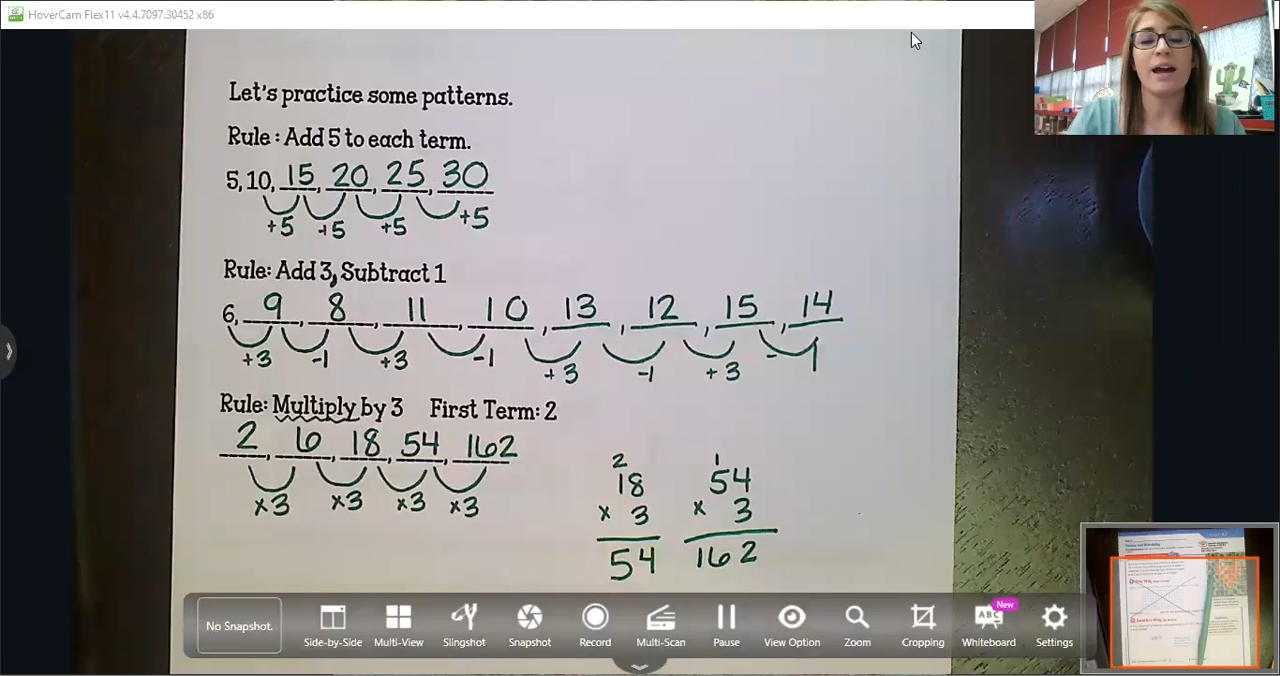 HoverCam Flex11 v4.4.7097.30452 x86
Let's practice some patterns.
Rule : Add 5 to each term.
5, 10, 15, 20, 25, 30
+5 +5 +5 +5
Rule: Add 3, Subtract 1
6, 9, 8, 11, 10, 13, 12, 15, 14
+3 -1 +3 -1 +3 -1 +3 -1
Rule: Multiply by 3 First Term: 2
2, 6, 18, 54, 162
x3 x3 x3 x3
2
18
x 3
54
1
54
x 3
162
No Snapshot.
Side-by-Side
Multi-View
Slingshot
Snapshot
Record
Multi-Scan
Pause
View Option
Zoom
Cropping
New
ABC
Whiteboard
Settings